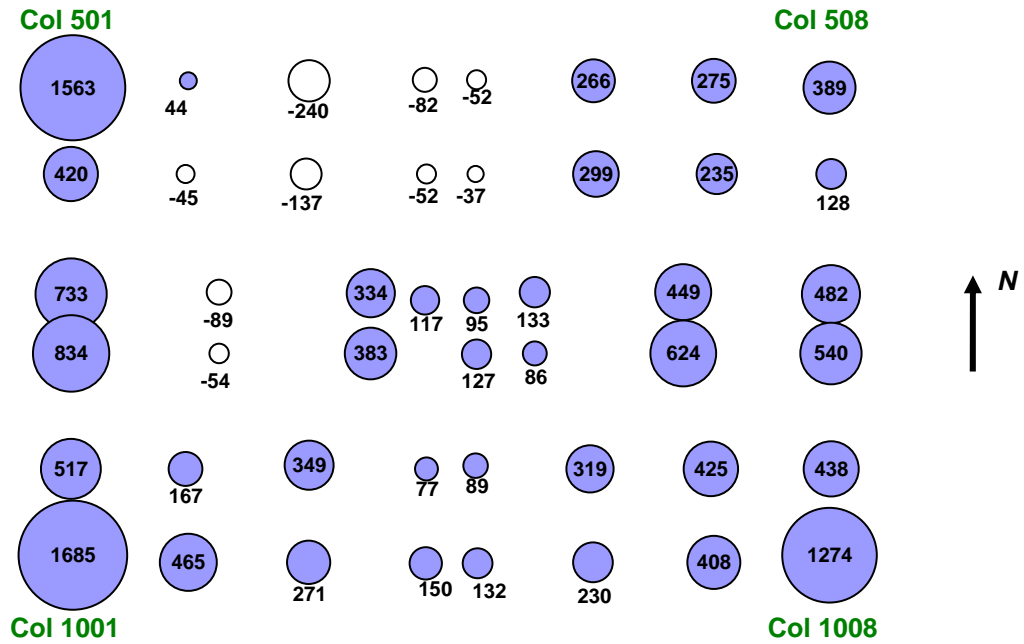 Col 501 Col 508
1563 44 -240 -82 -52 266 275 389
420 -45 -137 -52 -37 299 235 128
N
733 -89 334 117 95 133 449 482
834 -54 383 127 86 624 540
517 167 349 77 89 319 425 438
1685 465 271 150 132 230 408 1274
Col 1001 Col 1008